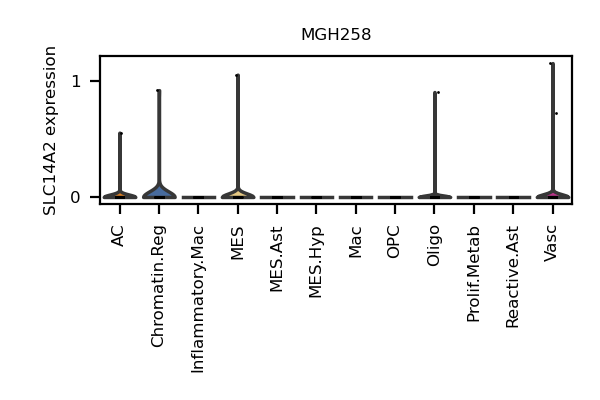 MGH258
SLC14A2 expression
1
0
AC
Chromatin.Reg
Inflammatory.Mac
MES
MES.Ast
MES.Hyp
Mac
OPC
Oligo
Prolif.Metab
Reactive.Ast
Vasc